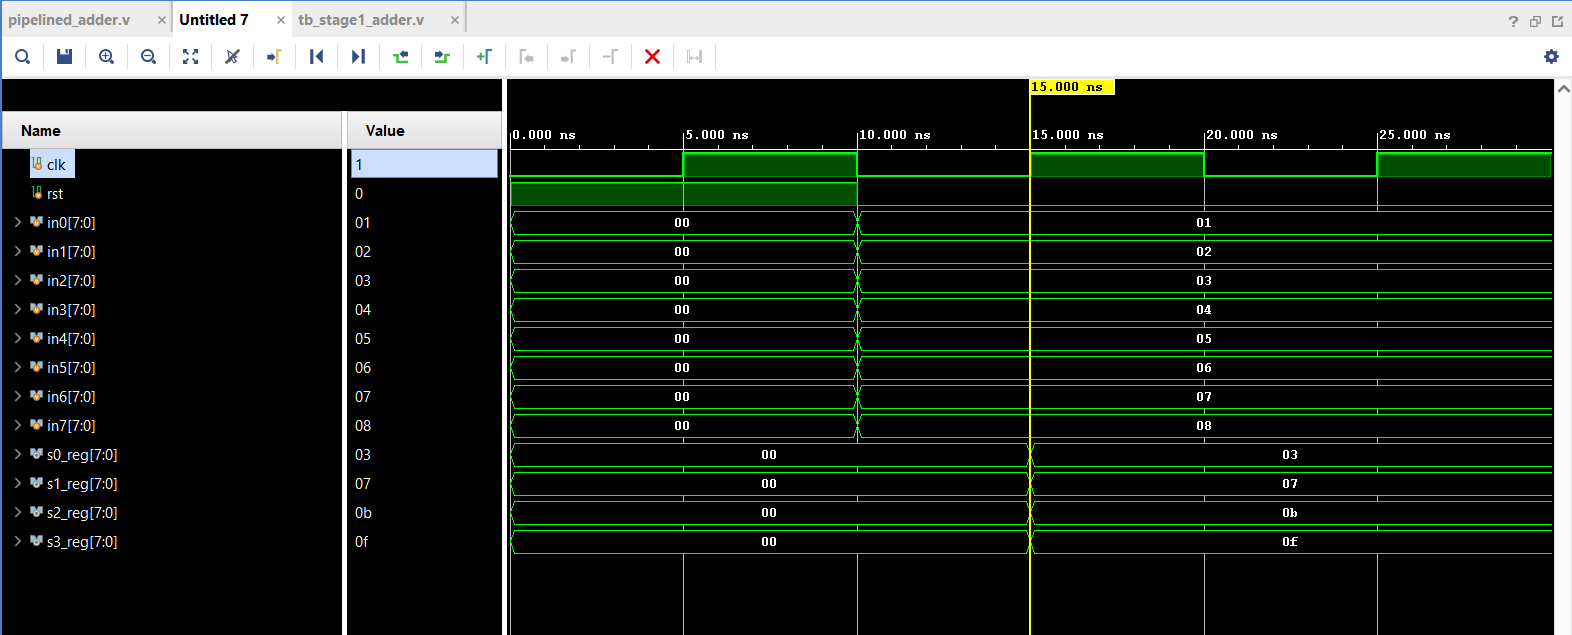 pipelined_adder.v × Untitled 7 × tb_stage1_adder.v ×
?
15.000 ns
Name Value
0.000 ns 5.000 ns 10.000 ns 15.000 ns 20.000 ns 25.000 ns
clk 1
rst 0
in0[7:0] 01 00 01
in1[7:0] 02 00 02
in2[7:0] 03 00 03
in3[7:0] 04 00 04
in4[7:0] 05 00 05
in5[7:0] 06 00 06
in6[7:0] 07 00 07
in7[7:0] 08 00 08
s0_reg[7:0] 03 00 03
s1_reg[7:0] 07 00 07
s2_reg[7:0] 0b 00 0b
s3_reg[7:0] 0f 00 0f